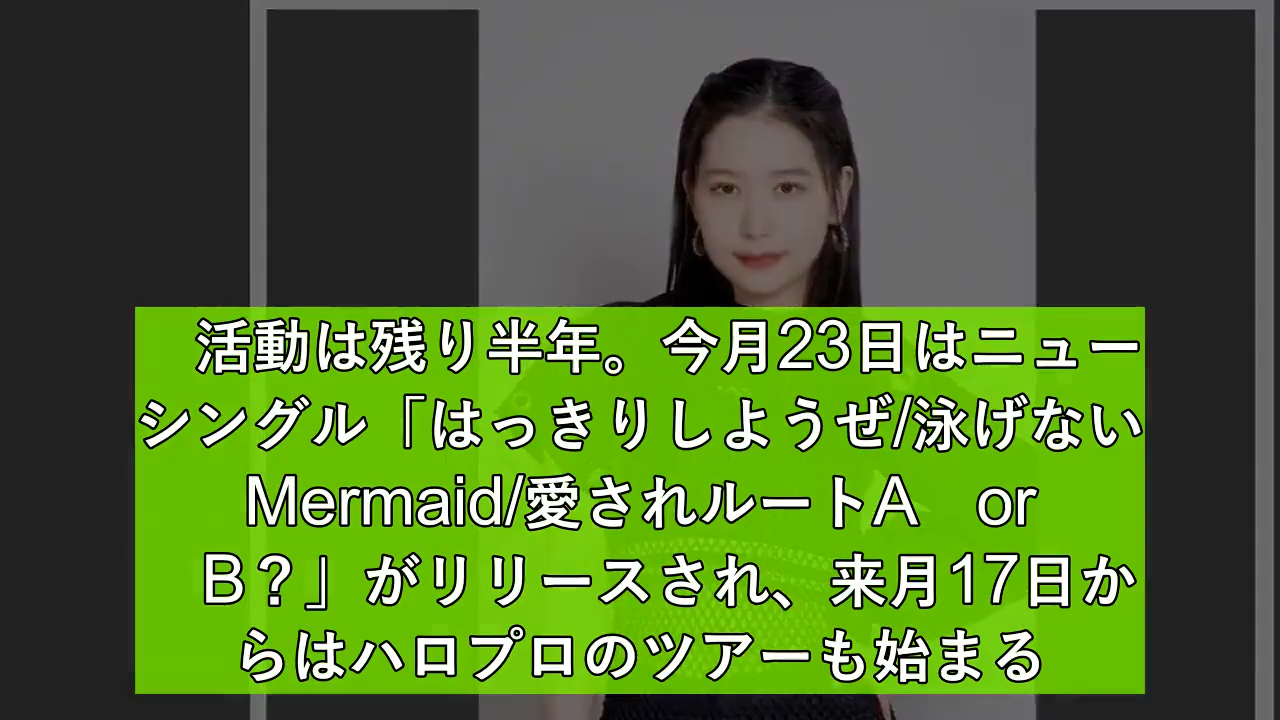 活動は残り半年。今月23日はニュー
シングル「はっきりしようぜ/泳げない
Mermaid/愛されルートA　or
B？」がリリースされ、来月17日か
らはハロプロのツアーも始まる